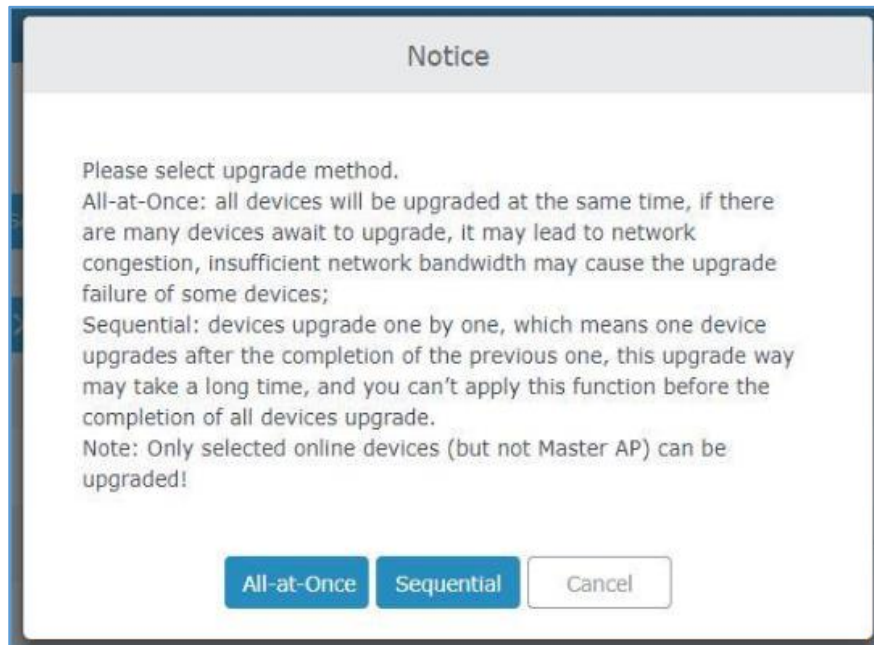 Notice
Please select upgrade method.
All-at-Once: all devices will be upgraded at the same time, if there
are many devices await to upgrade, it may lead to network
congestion, insufficient network bandwidth may cause the upgrade
failure of some devices;
Sequential: devices upgrade one by one, which means one device
upgrades after the completion of the previous one, this upgrade way
may take a long time, and you can’t apply this function before the
completion of all devices upgrade.
Note: Only selected online devices (but not Master AP) can be
upgraded!
All-at-Once Sequential Cancel